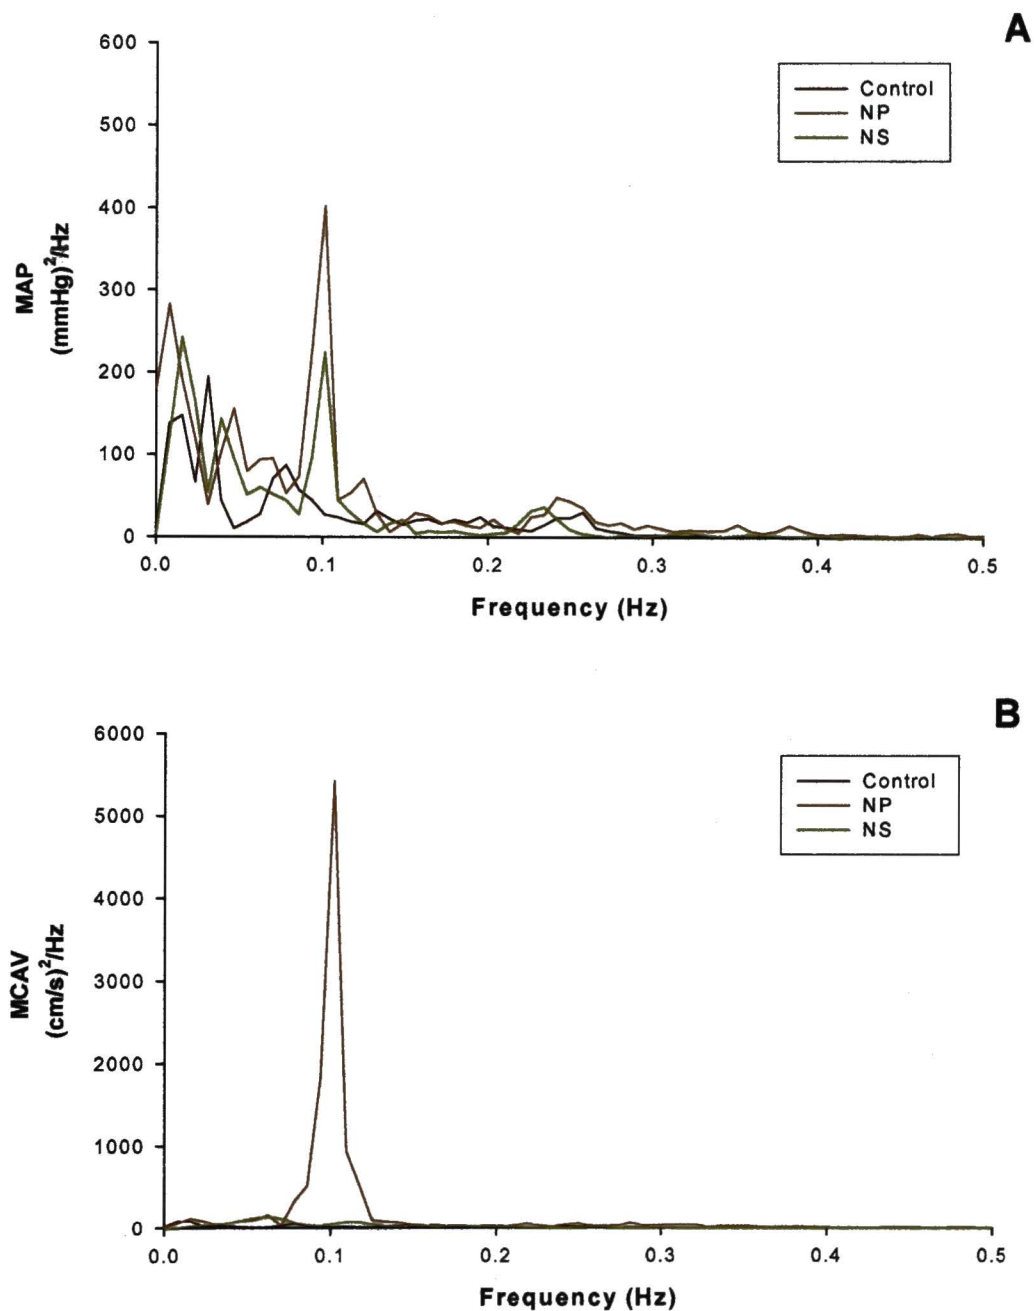 A
600
500
400
300
200
100
0
MAP
(mmHg)²/Hz
Control
NP
NS
0.0 0.1 0.2 0.3 0.4 0.5
Frequency (Hz)
B
6000
5000
4000
3000
2000
1000
0
MCAV
(cm/s)²/Hz
Control
NP
NS
0.0 0.1 0.2 0.3 0.4 0.5
Frequency (Hz)